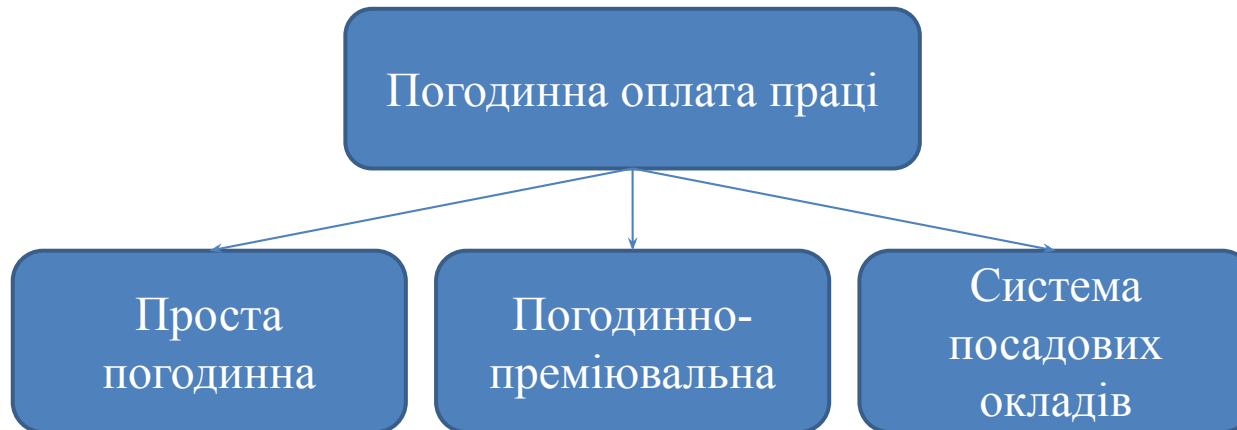 Погодинна оплата праці
Проста
погодинна
Погодинно-
преміювальна
Система
посадових
окладів